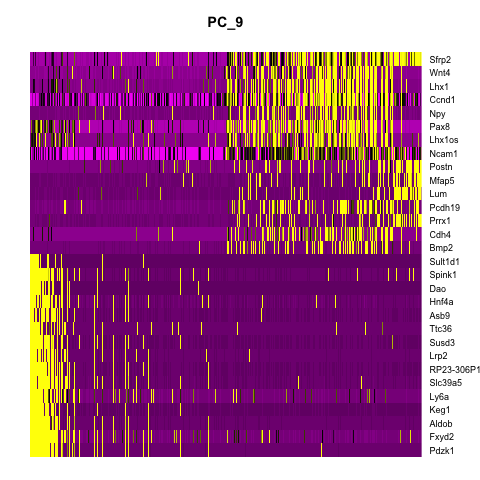 PC_9
Sfrp2
Wnt4
Lhx1
Ccnd1
Npy
Pax8
Lhx1os
Ncam1
Postn
Mfap5
Lum
Pcdh19
Prrx1
Cdh4
Bmp2
Sult1d1
Spink1
Dao
Hnf4a
Asb9
Ttc36
Susd3
Lrp2
RP23-306P1
Slc39a5
Ly6a
Keg1
Aldob
Fxyd2
Pdzk1